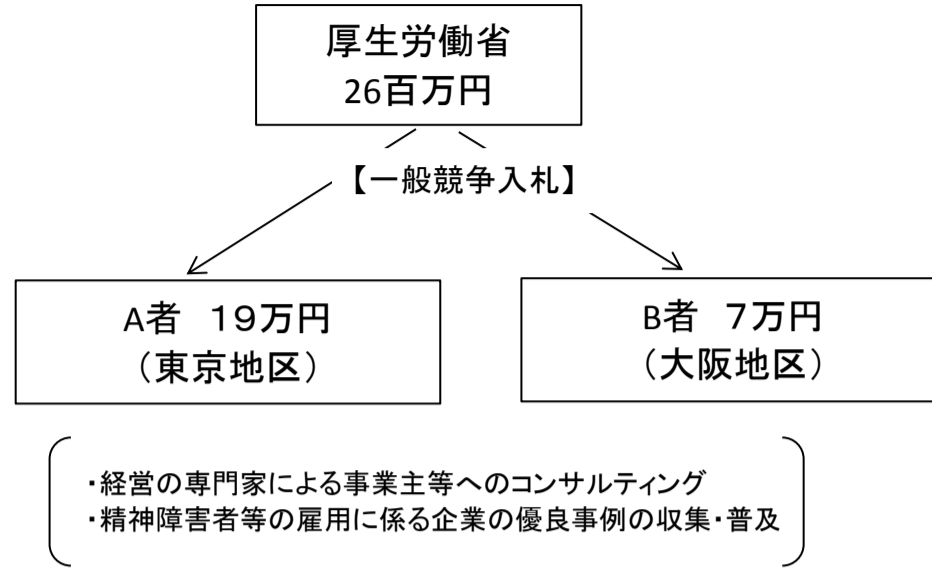 厚生労働省
26百万円
【一般競争入札】
A者　19万円
（東京地区）
B者　7万円
（大阪地区）
・経営の専門家による事業主等へのコンサルティング
・精神障害者等の雇用に係る企業の優良事例の収集・普及